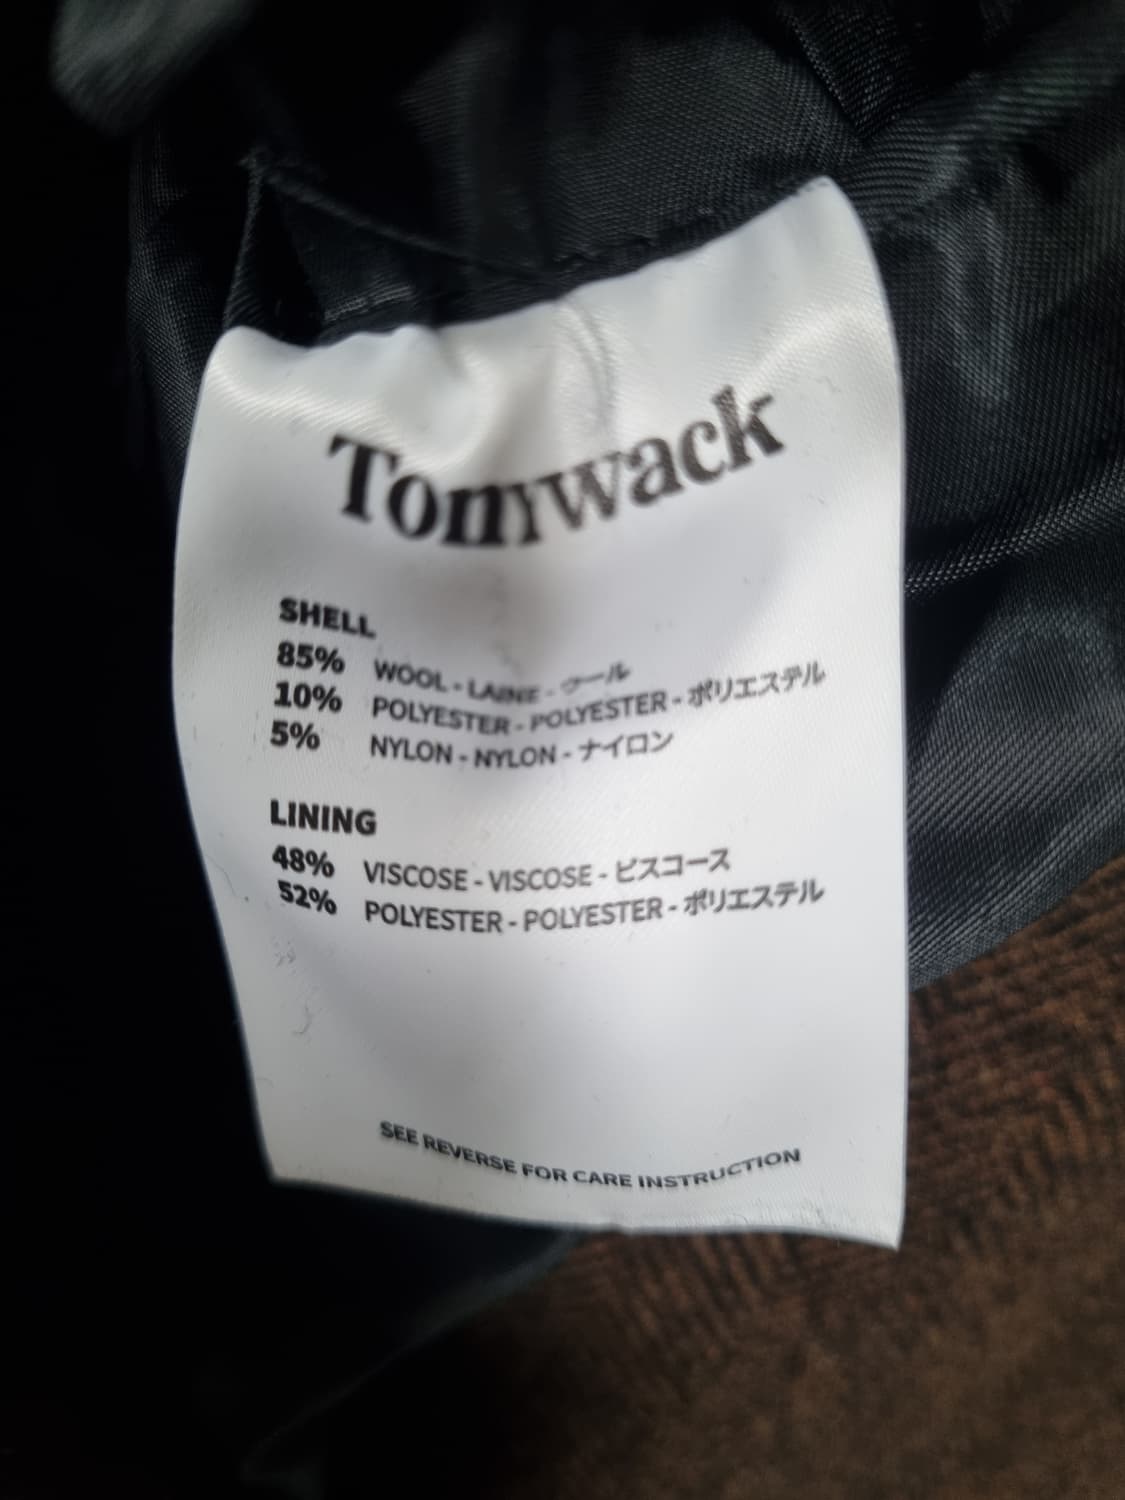 Tonywack
SHELL
85% WOOL - LAINE - ウール
10% POLYESTER - POLYESTER - ポリエステル
5% NYLON - NYLON - ナイロン
LINING
48% VISCOSE - VISCOSE - ビスコース
52% POLYESTER - POLYESTER - ポリエステル
SEE REVERSE FOR CARE INSTRUCTION